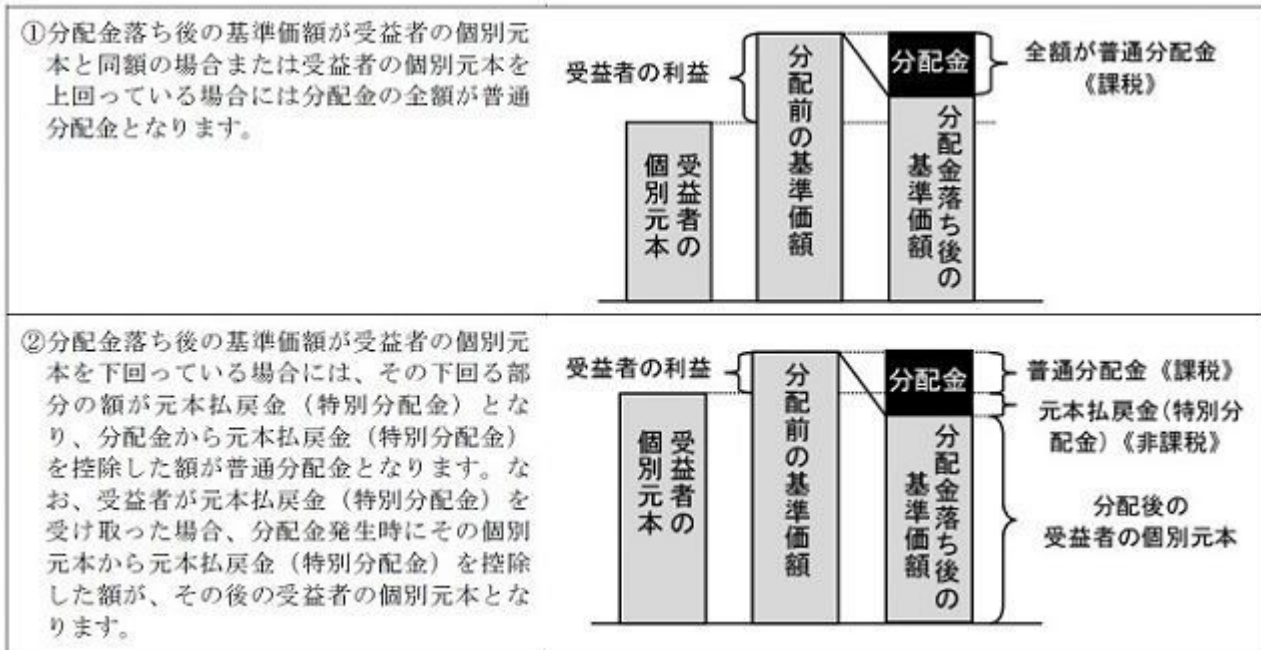 ①分配金落ち後の基準価額が受益者の個別元
本と同額の場合または受益者の個別元本を
上回っている場合には分配金の全額が普通
分配金となります。
受益者の利益
受益者の
個別元本
分配前の基準価額
分配金
分配金落ち後の
基準価額
全額が普通分配金
《課税》
②分配金落ち後の基準価額が受益者の個別元
本を下回っている場合には、その下回る部
分の額が元本払戻金（特別分配金）とな
り、分配金から元本払戻金（特別分配金）
を控除した額が普通分配金となります。な
お、受益者が元本払戻金（特別分配金）を
受け取った場合、分配金発生時にその個別
元本から元本払戻金（特別分配金）を控除
した額が、その後の受益者の個別元本とな
ります。
受益者の利益
受益者の
個別元本
分配前の基準価額
分配金
分配金落ち後の
基準価額
普通分配金《課税》
元本払戻金(特別分
配金)《非課税》
分配後の
受益者の個別元本